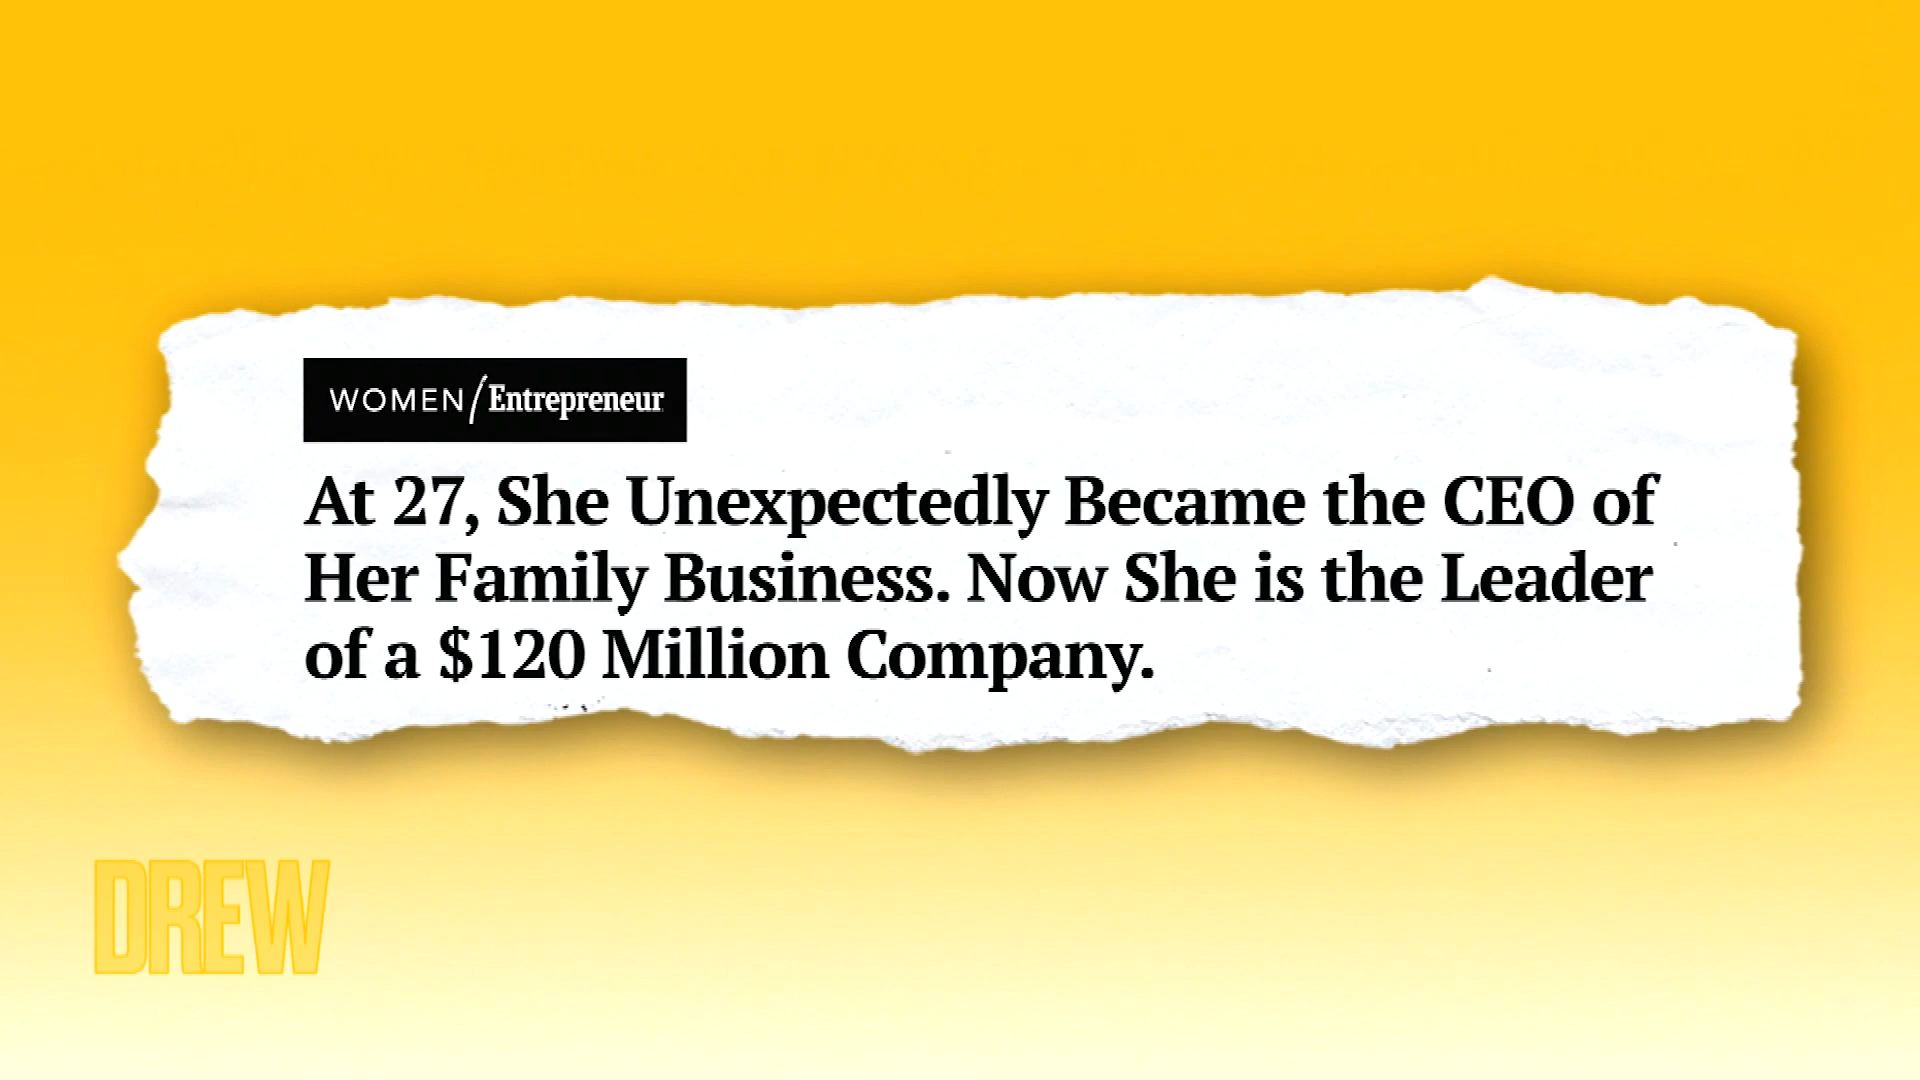 WOMEN/Entrepreneur
At 27, She Unexpectedly Became the CEO of
Her Family Business. Now She is the Leader
of a $120 Million Company.
DREW